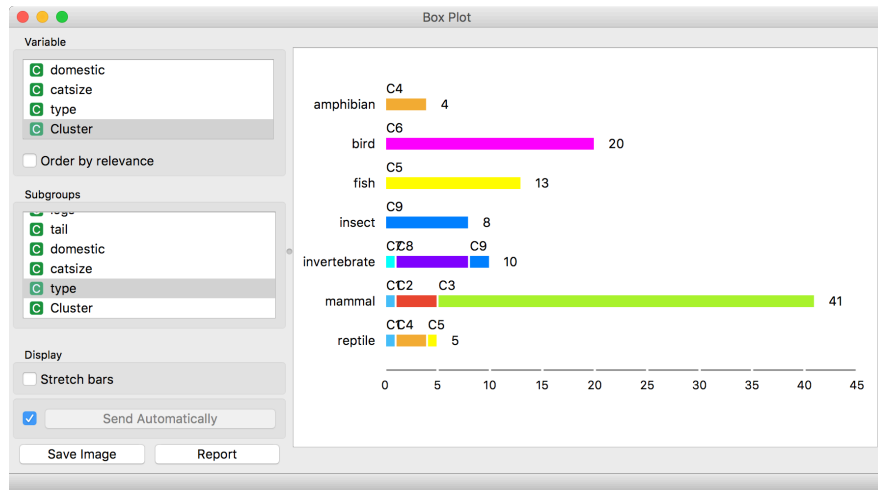 Box Plot
Variable
C domestic
C catsize
C type
C Cluster
Order by relevance
Subgroups
C tail
C domestic
C catsize
C type
C Cluster
Display
Stretch bars
Send Automatically
Save Image Report
C4
amphibian 4
C6
bird 20
C5
fish 13
C9
insect 8
C7 C8 C9
invertebrate 10
C1 C2 C3
mammal 41
C1 C4 C5
reptile 5
0 5 10 15 20 25 30 35 40 45